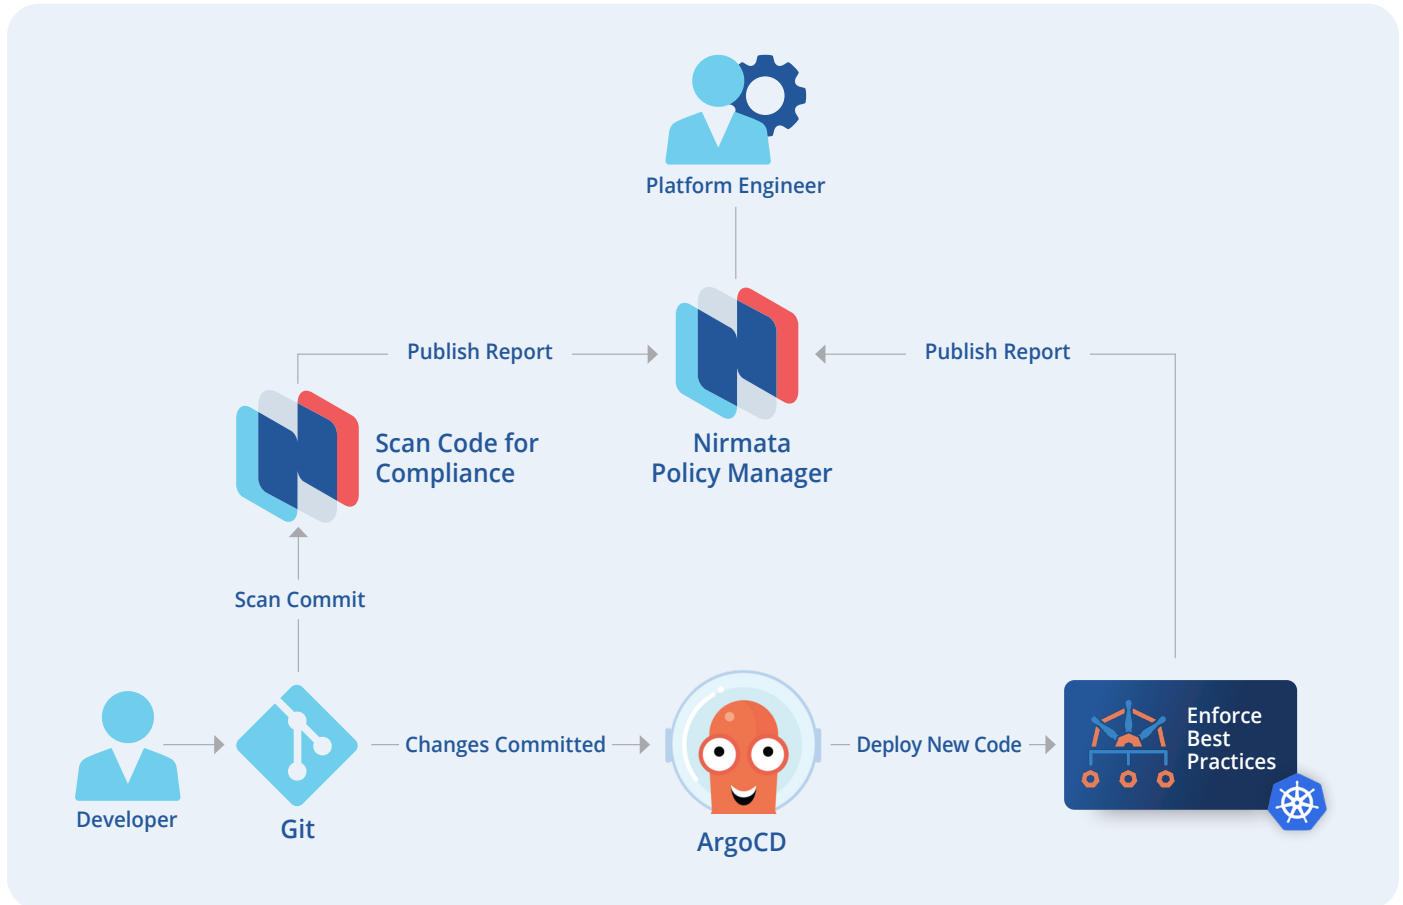 Platform Engineer
Publish Report
Publish Report
Scan Code for
Compliance
Nirmata
Policy Manager
Scan Commit
Changes Committed
Deploy New Code
Enforce
Best
Practices
Developer
Git
ArgoCD